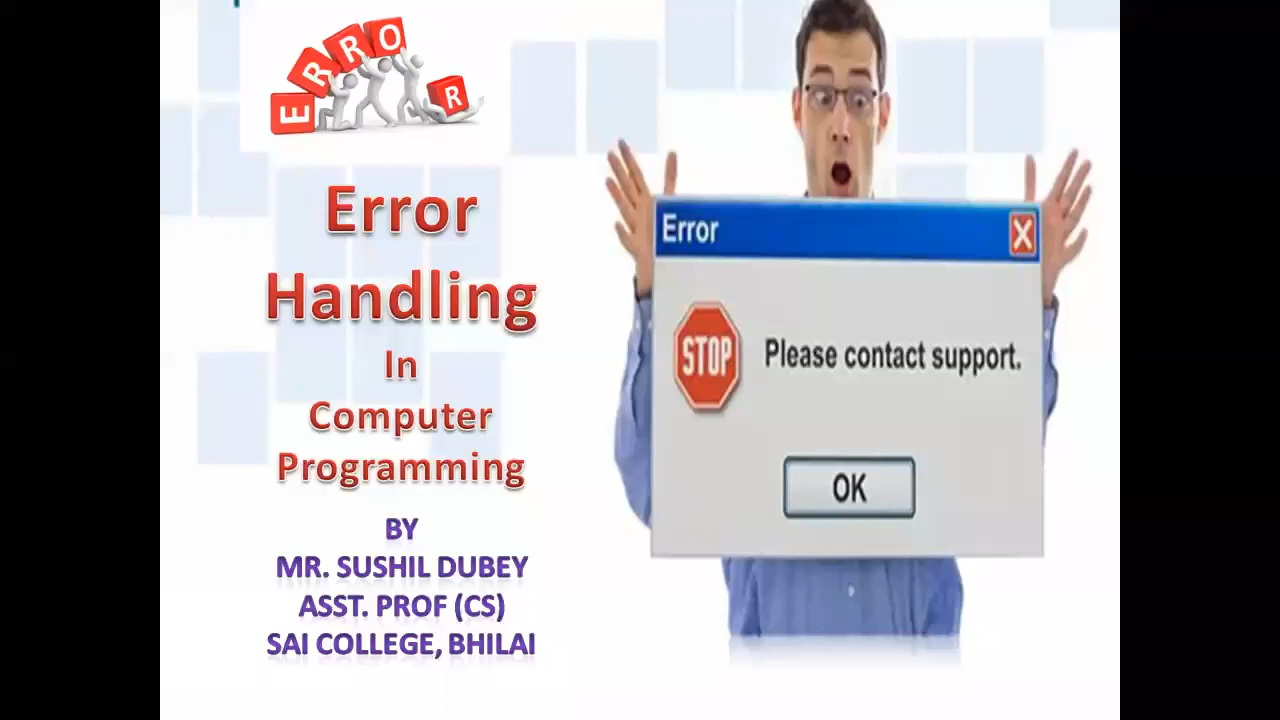 ERROR
Error
Handling
In
Computer
Programming
BY
MR. SUSHIL DUBEY
ASST. PROF (CS)
SAI COLLEGE, BHILAI
Error
X
STOP
Please contact support.
OK